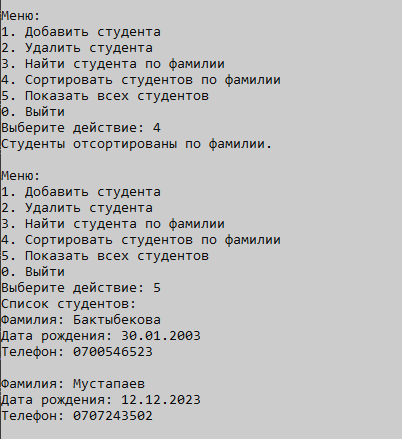 Меню:
1. Добавить студента
2. Удалить студента
3. Найти студента по фамилии
4. Сортировать студентов по фамилии
5. Показать всех студентов
0. Выйти
Выберите действие: 4
Студенты отсортированы по фамилии.
Меню:
1. Добавить студента
2. Удалить студента
3. Найти студента по фамилии
4. Сортировать студентов по фамилии
5. Показать всех студентов
0. Выйти
Выберите действие: 5
Список студентов:
Фамилия: Бактыбекова
Дата рождения: 30.01.2003
Телефон: 0700546523
Фамилия: Мустапаев
Дата рождения: 12.12.2023
Телефон: 0707243502